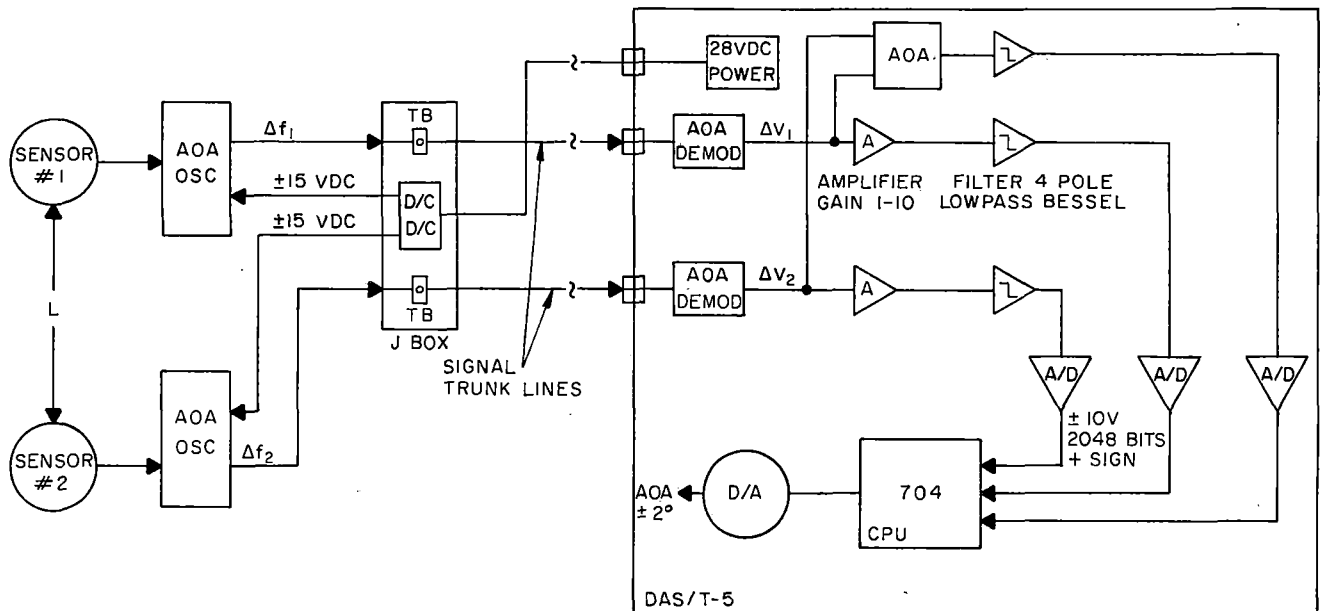 SENSOR
#1
L
SENSOR
#2
AOA
OSC
Δf₁
±15 VDC
±15 VDC
AOA
OSC
Δf₂
TB
D/C
D/C
TB
J BOX
SIGNAL
TRUNK LINES
28VDC
POWER
AOA
AOA
DEMOD
ΔV₁
A
AMPLIFIER
GAIN 1-10
FILTER 4 POLE
LOWPASS BESSEL
AOA
DEMOD
ΔV₂
A
A/D
A/D
A/D
±10V
2048 BITS
+ SIGN
AOA
±2°
D/A
704
CPU
DAS/T-5